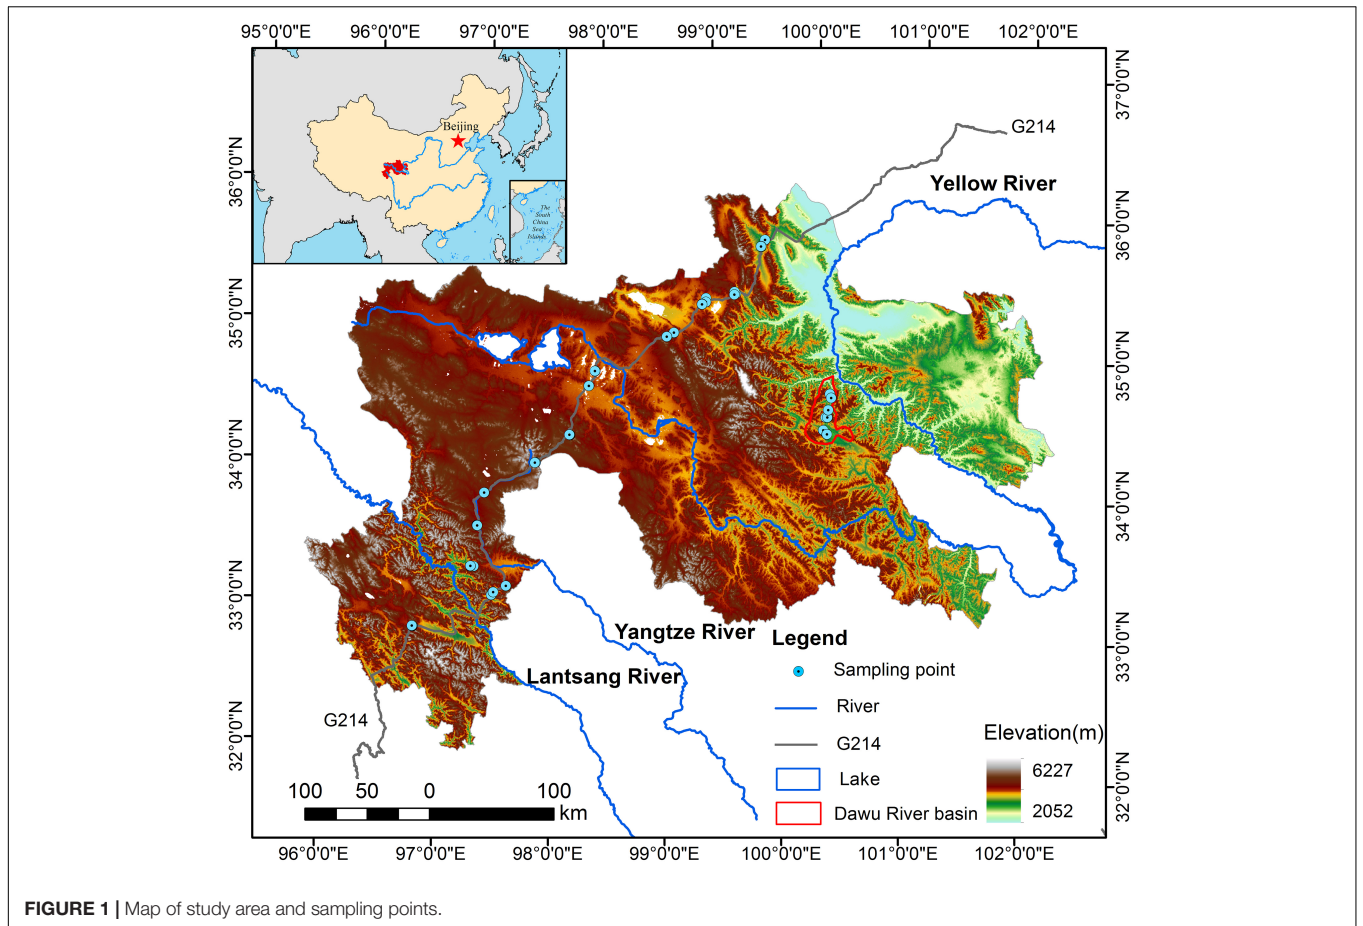 95°0'0"E 96°0'0"E 97°0'0"E 98°0'0"E 99°0'0"E 100°0'0"E 101°0'0"E 102°0'0"E
37°0'0"N
36°0'0"N
35°0'0"N
34°0'0"N
33°0'0"N
32°0'0"N
36°0'0"N
35°0'0"N
34°0'0"N
33°0'0"N
32°0'0"N
Beijing
The
South
China
Sea
Islands
G214
Yellow River
Yangtze River
Lantsang River
G214
Legend
Sampling point
River
G214
Lake
Dawu River basin
Elevation(m)
6227
2052
100 50 0 100
km
96°0'0"E 97°0'0"E 98°0'0"E 99°0'0"E 100°0'0"E 101°0'0"E 102°0'0"E
FIGURE 1 | Map of study area and sampling points.